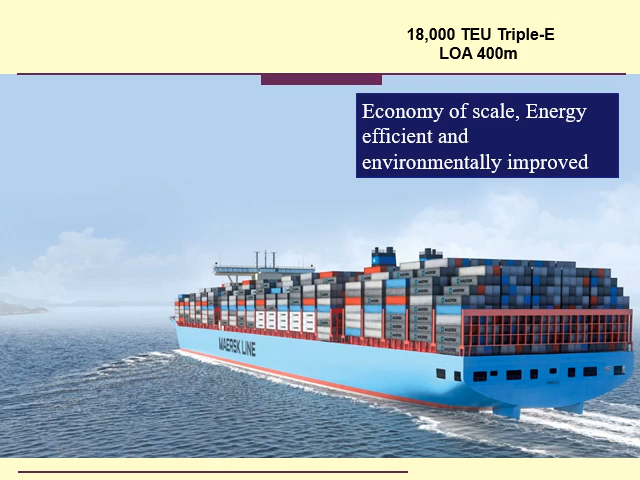 18,000 TEU Triple-E
LOA 400m
Economy of scale, Energy
efficient and
environmentally improved
MAERSK LINE